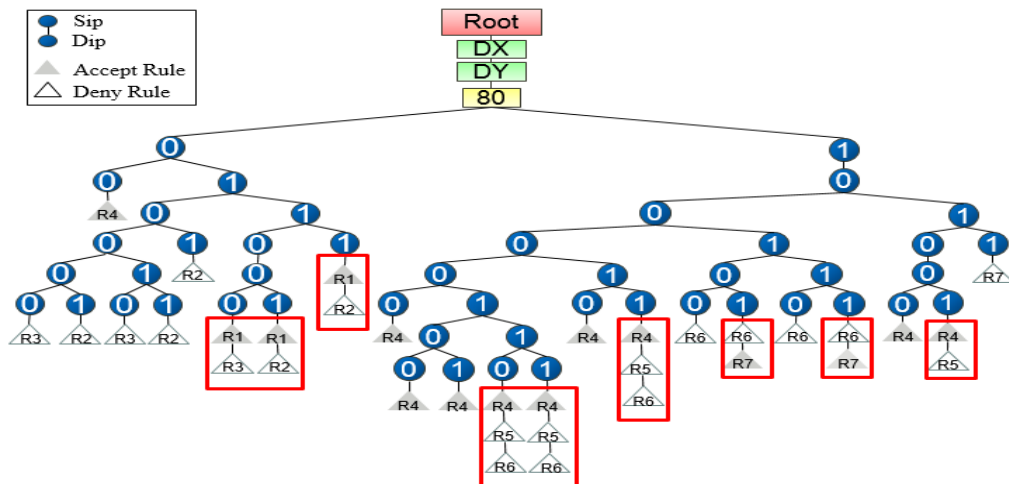 Sip
Dip
Accept Rule
Deny Rule
Root
DX
DY
80
0 1
0
0 1
R4
0 1 0 1
0 1 0 1 0 1 0 1
R2 R1 R2 R7
0 1 0 0 1 0 1 0
0 1 0 1 0 1 0 1 0 1 0 1 0 1 0 1
R3 R2 R3 R2 R1 R1 R4 R4 R4 R6 R6 R6 R6 R4 R4
0 1
R3 R2 R5 R7 R7 R5
0 1 0 1
R6
R4 R4 R4 R4
R5 R5
R6 R6